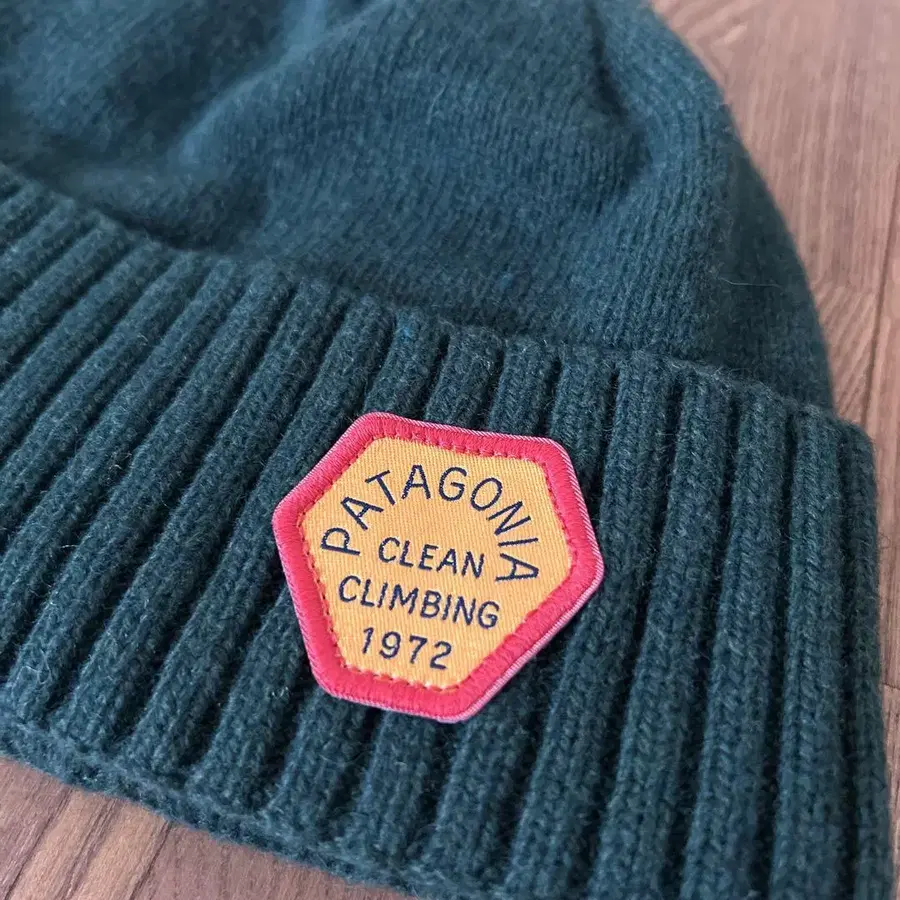 PATAGONIA
CLEAN
CLIMBING
1972